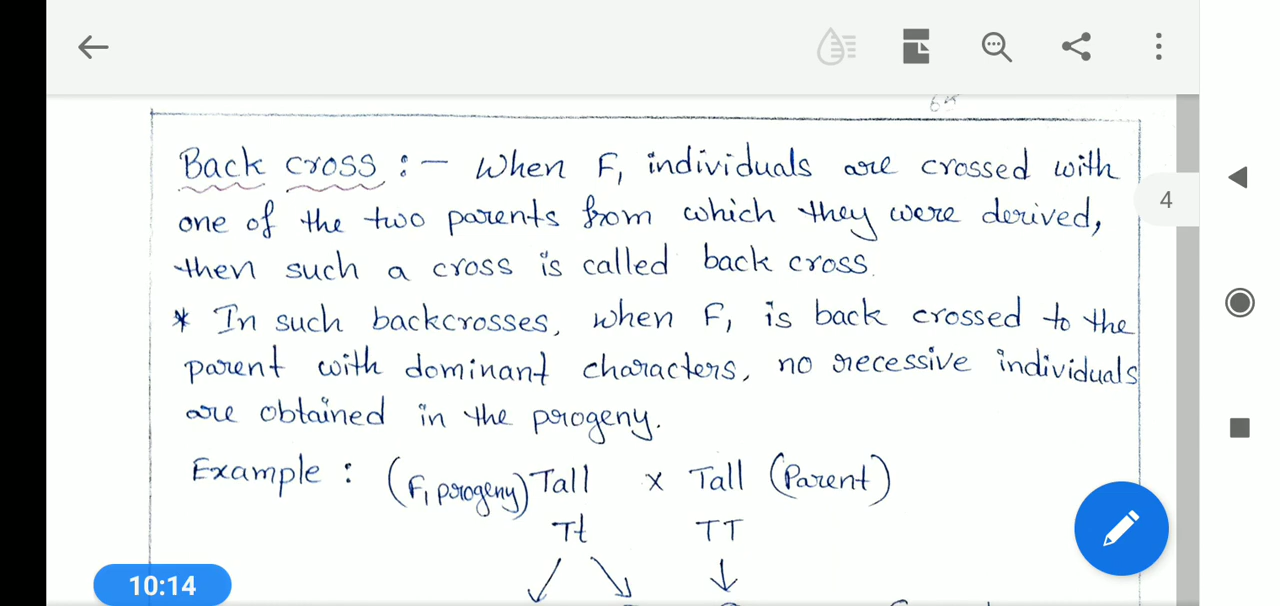 Back cross :- When F1 individuals are crossed with
one of the two parents from which they were derived,
then such a cross is called back cross.
* In such backcrosses, when F1 is back crossed to the
parent with dominant characters, no recessive individuals
are obtained in the progeny.
Example : (F1 progeny) Tall x Tall (Parent)
Tt TT
4
10:14